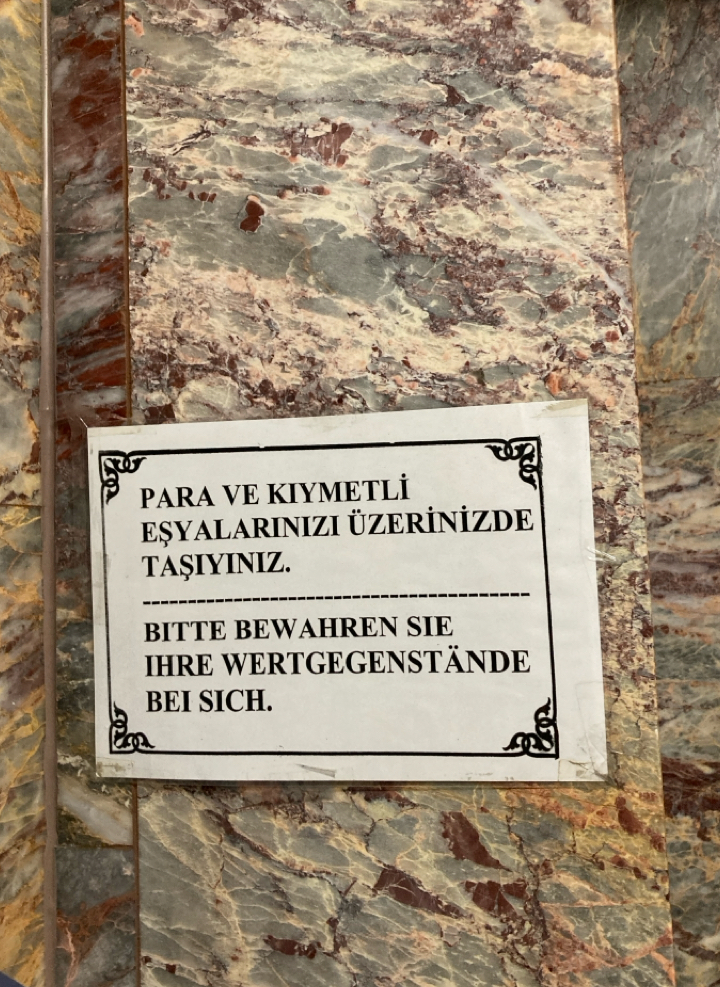 PARA VE KIYMETLİ
EŞYALARINIZI ÜZERİNİZDE
TAŞIYINIZ.
------------------------------------------
BITTE BEWAHREN SIE
IHRE WERTGEGENSTÄNDE
BEI SICH.